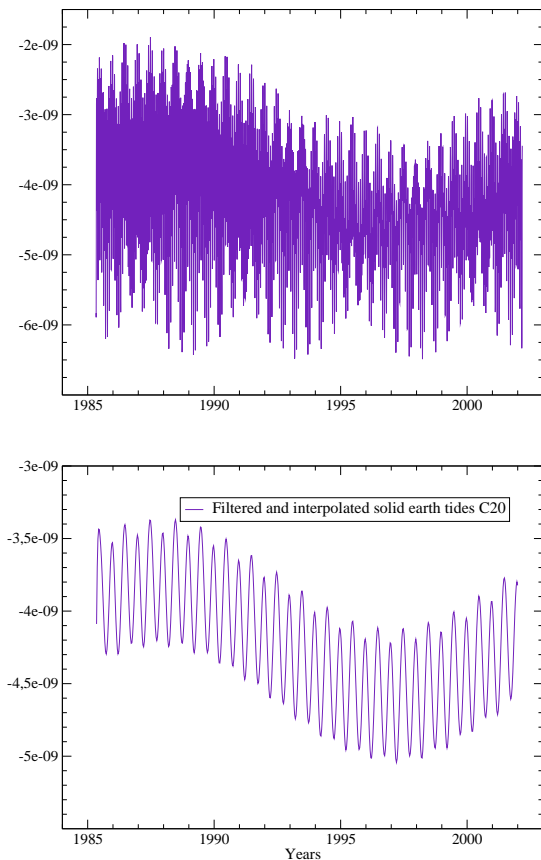 -2e-09
-3e-09
-4e-09
-5e-09
-6e-09
1985 1990 1995 2000
-3e-09
Filtered and interpolated solid earth tides C20
-3,5e-09
-4e-09
-4,5e-09
-5e-09
1985 1990 1995 2000
Years